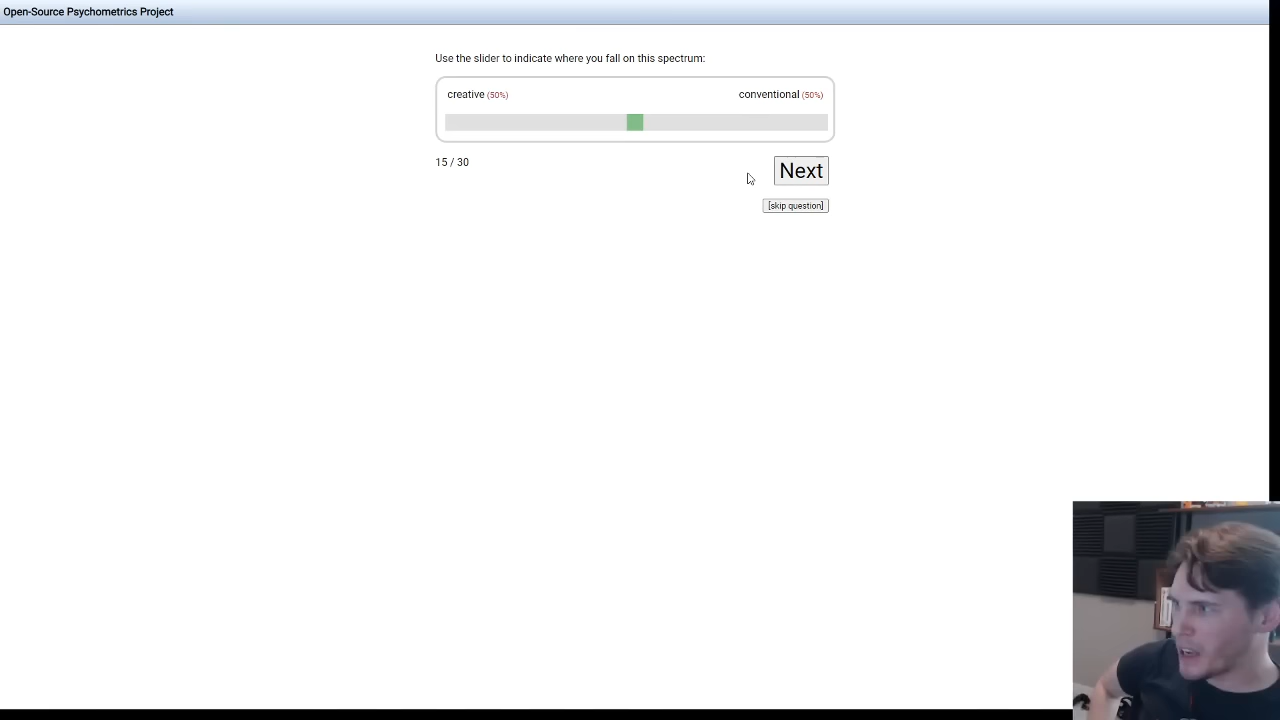 Open-Source Psychometrics Project
Use the slider to indicate where you fall on this spectrum:
creative (50%) conventional (50%)
15 / 30
Next
[skip question]